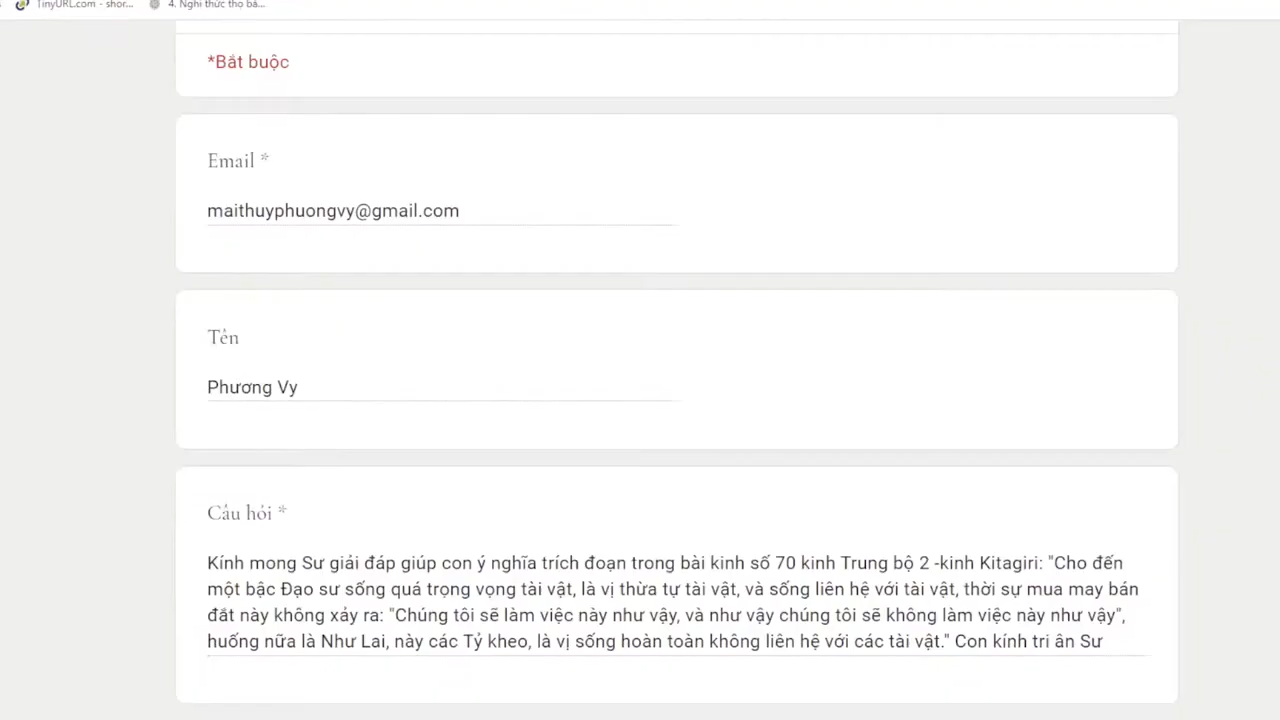 TinyURL.com - shor... 4. Nghi thức thọ bá...
*Bắt buộc
Email *
maithuyphuongvy@gmail.com
Tên
Phương Vy
Câu hỏi *
Kính mong Sư giải đáp giúp con ý nghĩa trích đoạn trong bài kinh số 70 kinh Trung bộ 2 -kinh Kitagiri: "Cho đến
một bậc Đạo sư sống quá trọng vọng tài vật, là vị thừa tự tài vật, và sống liên hệ với tài vật, thời sự mua may bán
đắt này không xảy ra: "Chúng tôi sẽ làm việc này như vậy, và như vậy chúng tôi sẽ không làm việc này như vậy",
huống nữa là Như Lai, này các Tỷ kheo, là vị sống hoàn toàn không liên hệ với các tài vật." Con kính tri ân Sư